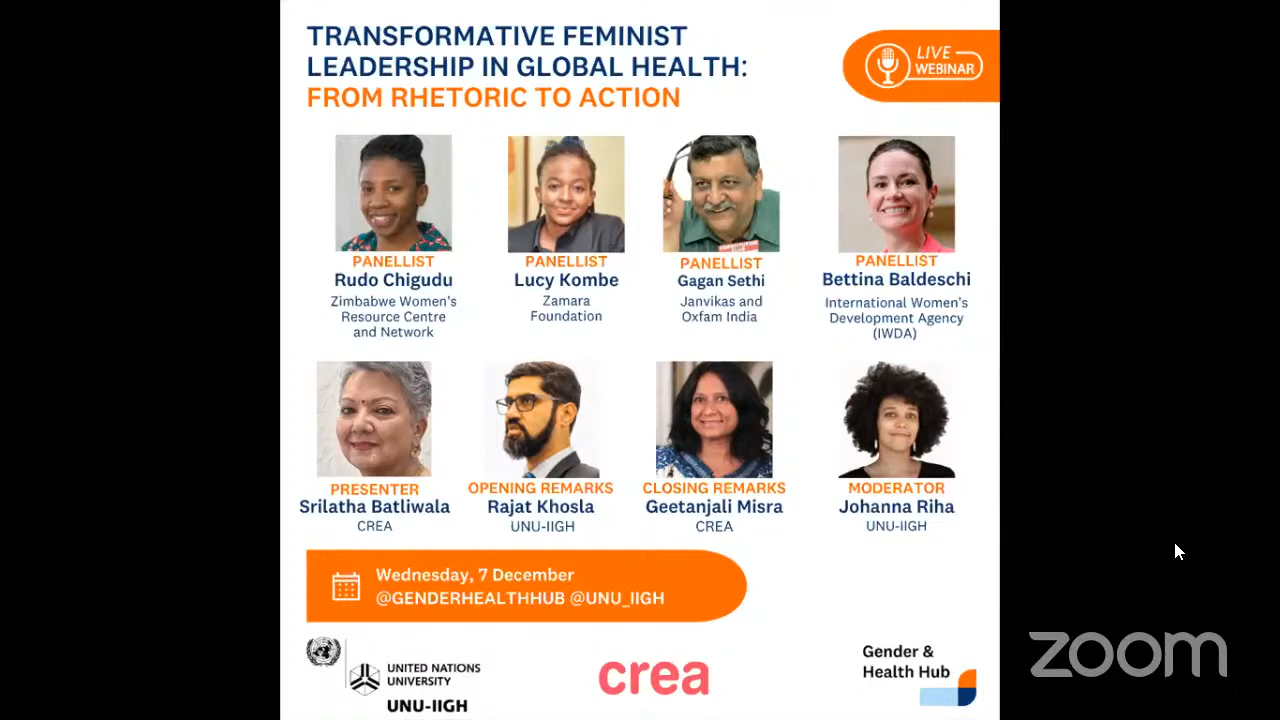 TRANSFORMATIVE FEMINIST
LEADERSHIP IN GLOBAL HEALTH:
FROM RHETORIC TO ACTION
LIVE
WEBINAR
PANELLIST
Rudo Chigudu
Zimbabwe Women's
Resource Centre
and Network
PANELLIST
Lucy Kombe
Zamara
Foundation
PANELLIST
Gagan Sethi
Janvikas and
Oxfam India
PANELLIST
Bettina Baldeschi
International Women's
Development Agency
(IWDA)
PRESENTER
Srilatha Batliwala
CREA
OPENING REMARKS
Rajat Khosla
UNU-IIGH
CLOSING REMARKS
Geetanjali Misra
CREA
MODERATOR
Johanna Riha
UNU-IIGH
Wednesday, 7 December
@GENDERHEALTHHUB @UNU_IIGH
UNITED NATIONS
UNIVERSITY
UNU-IIGH
crea
Gender &
Health Hub
zoom